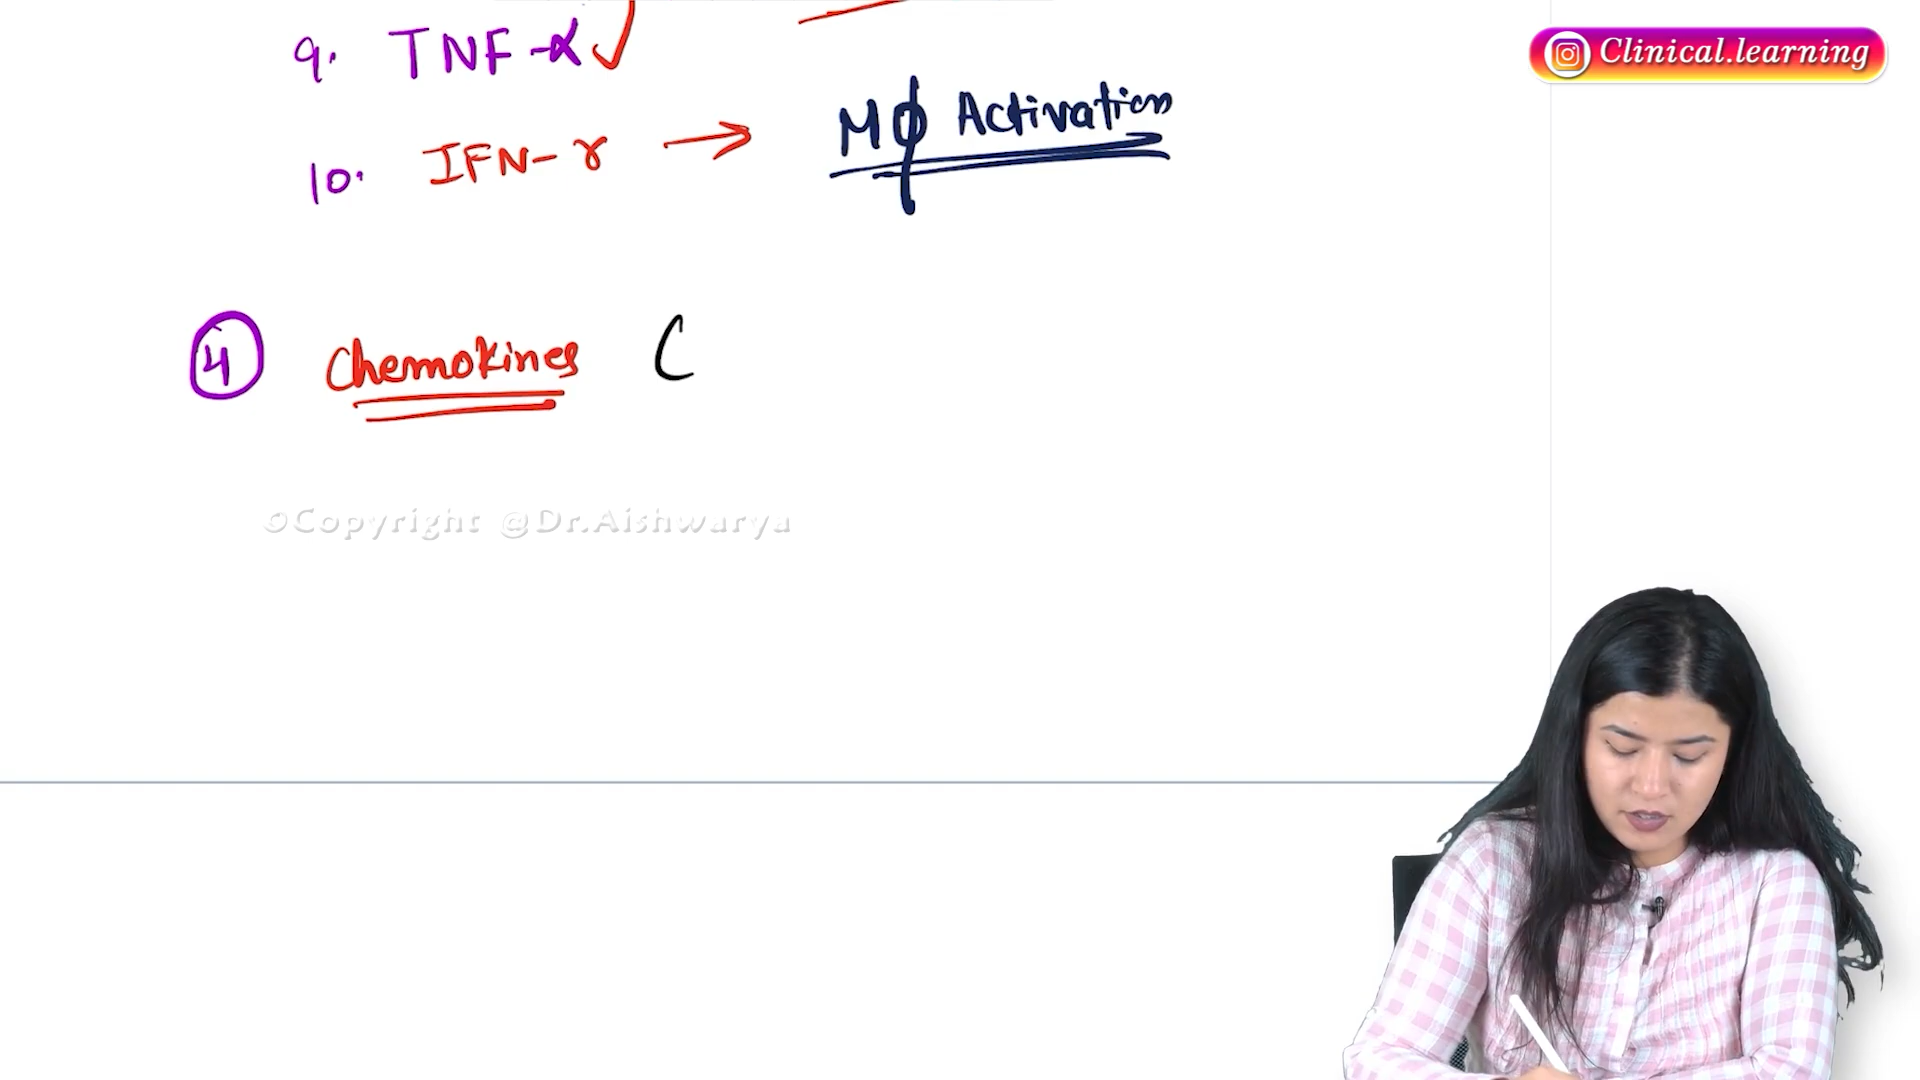 9. TNF-α ✓
Clinical.learning
10. IFN-γ → Mϕ Activation
4 Chemokines C
©Copyright @Dr.Aishwarya